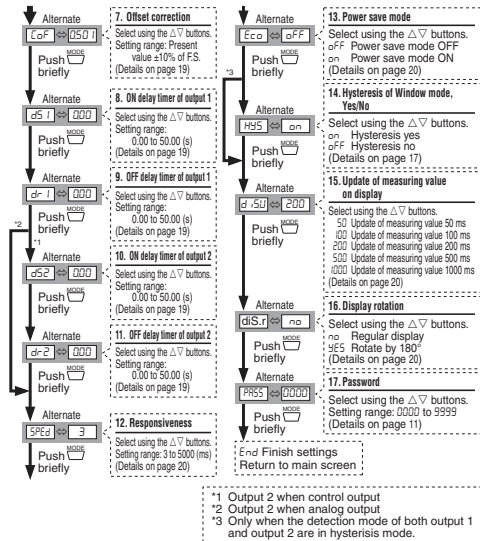 Alternate
CoF ⇔ 0.50.1
Push MODE
briefly
7. Offset correction
Select using the △▽ buttons.
Setting range: Present
value ±10% of F.S.
(Details on page 19)
Alternate
dS1 ⇔ 0.00
Push MODE
briefly
8. ON delay timer of output 1
Select using the △▽ buttons.
Setting range:
0.00 to 50.00 (s)
(Details on page 19)
Alternate
dr1 ⇔ 0.00
Push MODE
briefly
*2
*1
9. OFF delay timer of output 1
Select using the △▽ buttons.
Setting range:
0.00 to 50.00 (s)
(Details on page 19)
Alternate
dS2 ⇔ 0.00
Push MODE
briefly
10. ON delay timer of output 2
Select using the △▽ buttons.
Setting range:
0.00 to 50.00 (s)
(Details on page 19)
Alternate
dr2 ⇔ 0.00
Push MODE
briefly
11. OFF delay timer of output 2
Select using the △▽ buttons.
Setting range:
0.00 to 50.00 (s)
(Details on page 19)
Alternate
SPEd ⇔ 3
Push MODE
briefly
12. Responsiveness
Select using the △▽ buttons.
Setting range: 3 to 5000 (ms)
(Details on page 20)
Alternate
Eco ⇔ oFF
*3
Push MODE
briefly
13. Power save mode
Select using the △▽ buttons.
oFF Power save mode OFF
on Power save mode ON
(Details on page 20)
Alternate
HYS ⇔ on
Push MODE
briefly
14. Hysteresis of Window mode,
Yes/No
Select using the △▽ buttons.
on Hysteresis yes
oFF Hysteresis no
(Details on page 17)
Alternate
diS.U ⇔ 200
Push MODE
briefly
15. Update of measuring value
on display
Select using the △▽ buttons.
50 Update of measuring value 50 ms
100 Update of measuring value 100 ms
200 Update of measuring value 200 ms
500 Update of measuring value 500 ms
1000 Update of measuring value 1000 ms
(Details on page 20)
Alternate
diS.r ⇔ no
Push MODE
briefly
16. Display rotation
Select using the △▽ buttons.
no Regular display
YES Rotate by 180°
(Details on page 20)
Alternate
PASS ⇔ 0000
Push MODE
briefly
17. Password
Select using the △▽ buttons.
Setting range: 0000 to 9999
(Details on page 11)
End Finish settings
Return to main screen
*1 Output 2 when control output
*2 Output 2 when analog output
*3 Only when the detection mode of both output 1
and output 2 are in hysterisis mode.